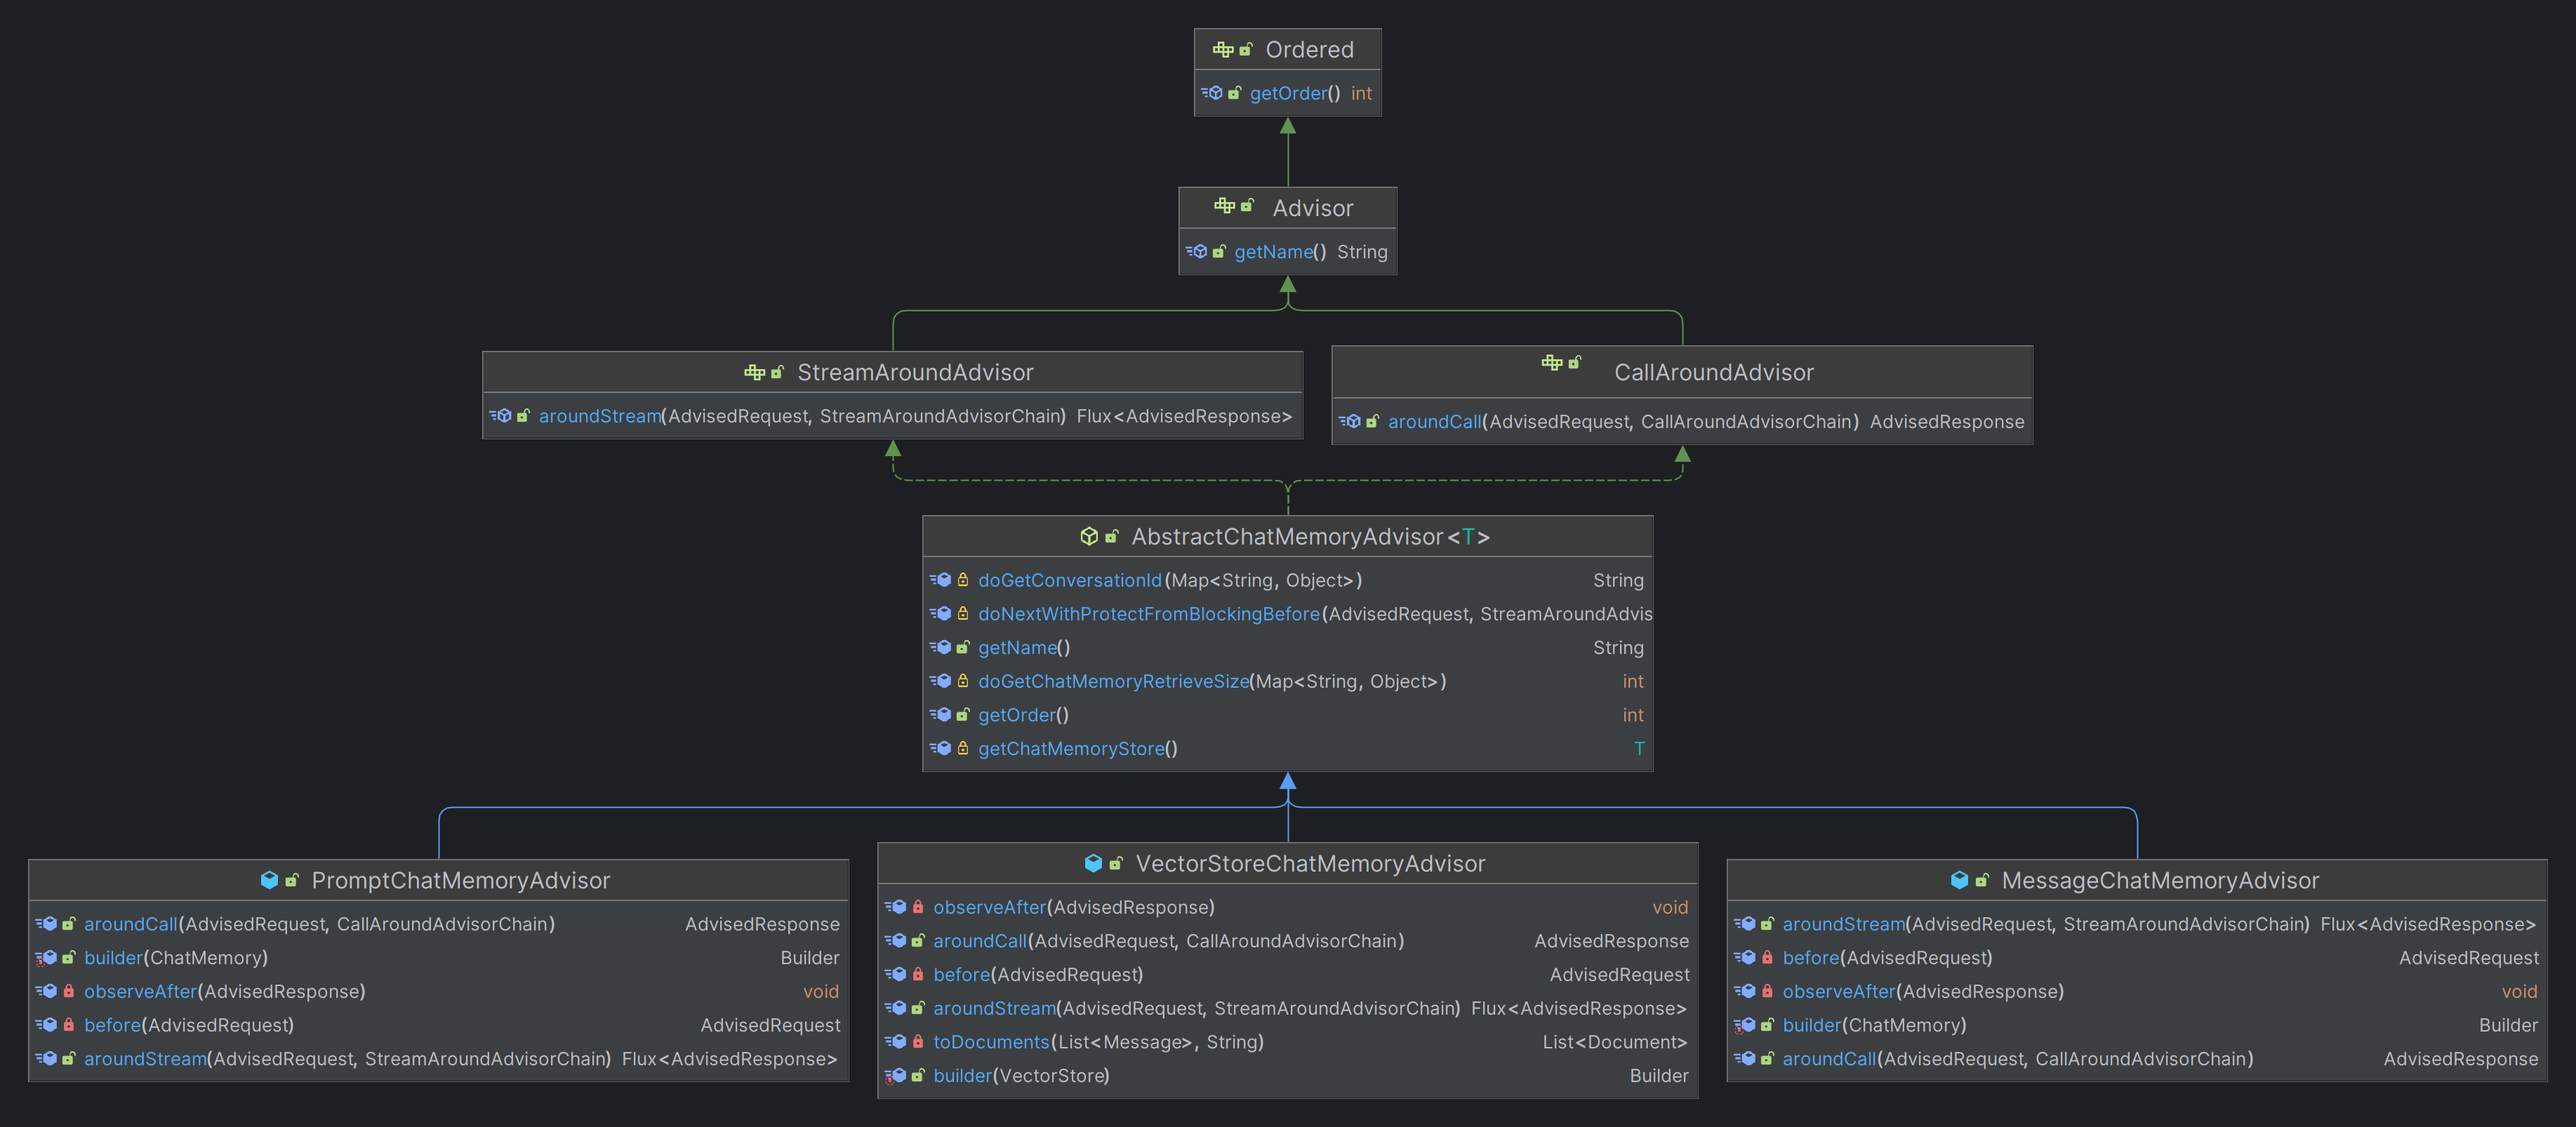 Ordered
getOrder() int
Advisor
getName() String
StreamAroundAdvisor
aroundStream(AdvisedRequest, StreamAroundAdvisorChain) Flux<AdvisedResponse>
CallAroundAdvisor
aroundCall(AdvisedRequest, CallAroundAdvisorChain) AdvisedResponse
AbstractChatMemoryAdvisor<T>
doGetConversationId(Map<String, Object>) String
doNextWithProtectFromBlockingBefore(AdvisedRequest, StreamAroundAdvis
getName() String
doGetChatMemoryRetrieveSize(Map<String, Object>) int
getOrder() int
getChatMemoryStore() T
PromptChatMemoryAdvisor
aroundCall(AdvisedRequest, CallAroundAdvisorChain) AdvisedResponse
builder(ChatMemory) Builder
observeAfter(AdvisedResponse) void
before(AdvisedRequest) AdvisedRequest
aroundStream(AdvisedRequest, StreamAroundAdvisorChain) Flux<AdvisedResponse>
VectorStoreChatMemoryAdvisor
observeAfter(AdvisedResponse) void
aroundCall(AdvisedRequest, CallAroundAdvisorChain) AdvisedResponse
before(AdvisedRequest) AdvisedRequest
aroundStream(AdvisedRequest, StreamAroundAdvisorChain) Flux<AdvisedResponse>
toDocuments(List<Message>, String) List<Document>
builder(VectorStore) Builder
MessageChatMemoryAdvisor
aroundStream(AdvisedRequest, StreamAroundAdvisorChain) Flux<AdvisedResponse>
before(AdvisedRequest) AdvisedRequest
observeAfter(AdvisedResponse) void
builder(ChatMemory) Builder
aroundCall(AdvisedRequest, CallAroundAdvisorChain) AdvisedResponse